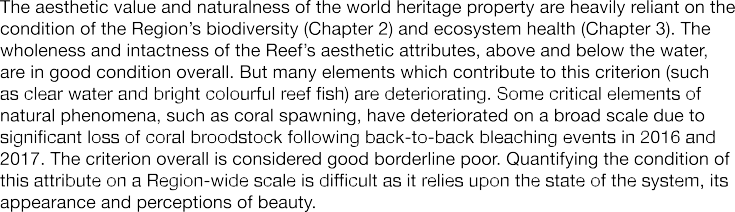 The aesthetic value and naturalness of the world heritage property are heavily reliant on the
condition of the Region’s biodiversity (Chapter 2) and ecosystem health (Chapter 3). The
wholeness and intactness of the Reef’s aesthetic attributes, above and below the water,
are in good condition overall. But many elements which contribute to this criterion (such
as clear water and bright colourful reef fish) are deteriorating. Some critical elements of
natural phenomena, such as coral spawning, have deteriorated on a broad scale due to
significant loss of coral broodstock following back-to-back bleaching events in 2016 and
2017. The criterion overall is considered good borderline poor. Quantifying the condition of
this attribute on a Region-wide scale is difficult as it relies upon the state of the system, its
appearance and perceptions of beauty.